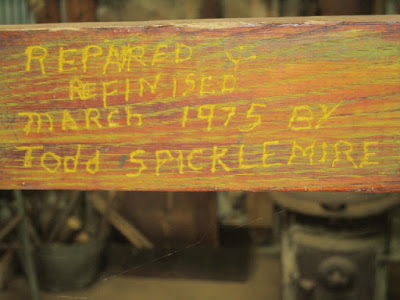 REPAIRED &
REFINISED
MARCH 1975 BY
Todd SPICKLEMIRE